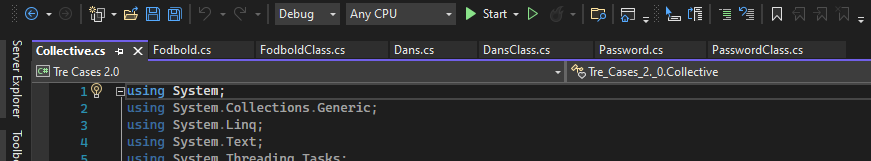 Debug Any CPU Start
Server Explorer
Toolbo
Collective.cs Fodbold.cs FodboldClass.cs Dans.cs DansClass.cs Password.cs PasswordClass.cs
C# Tre Cases 2.0 Tre_Cases_2._0.Collective
1 using System;
2 using System.Collections.Generic;
3 using System.Linq;
4 using System.Text;
5 using System.Threading.Tasks;